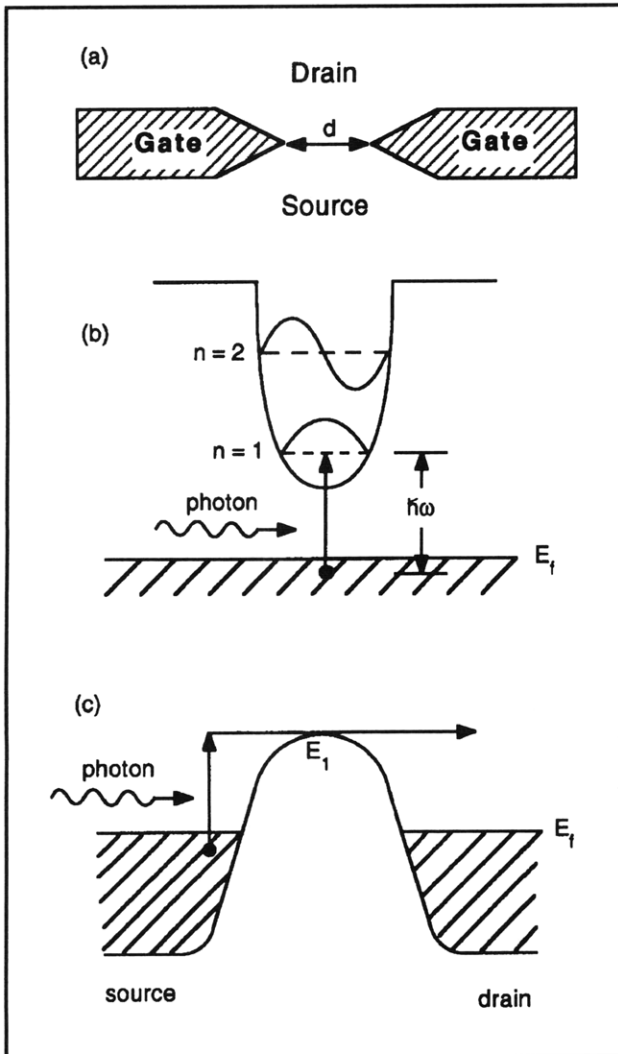 (a)
Drain
Gate
d
Gate
Source
(b)
n = 2
n = 1
photon
ħω
E_f
(c)
photon
E_1
E_f
source
drain